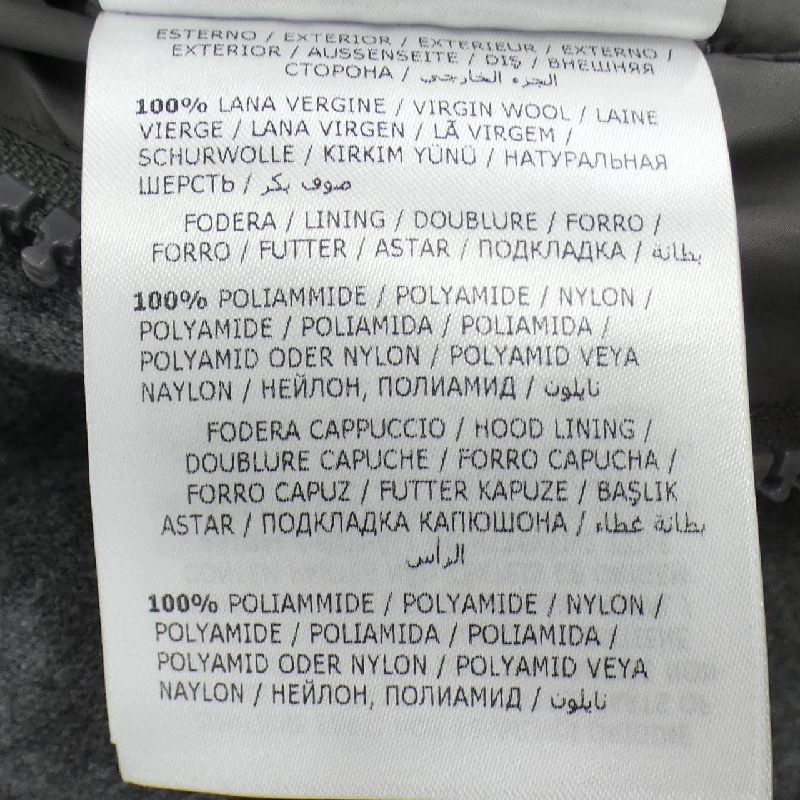 ESTERNO / EXTERIOR / EXTERIEUR / EXTERNO /
EXTERIOR / AUSSENSEITE / DIŞ / ВНЕШНЯЯ
СТОРОНА / الجزء الخارجي
100% LANA VERGINE / VIRGIN WOOL / LAINE
VIERGE / LANA VIRGEN / LÃ VIRGEM /
SCHURWOLLE / KIRKIM YÜNÜ / НАТУРАЛЬНАЯ
ШЕРСТЬ / صوف بكر
FODERA / LINING / DOUBLURE / FORRO /
FORRO / FUTTER / ASTAR / ПОДКЛАДКА / بطانة
100% POLIAMMIDE / POLYAMIDE / NYLON /
POLYAMIDE / POLIAMIDA / POLIAMIDA /
POLYAMID ODER NYLON / POLYAMID VEYA
NAYLON / НЕЙЛОН, ПОЛИАМИД / نايلون
FODERA CAPPUCCIO / HOOD LINING /
DOUBLURE CAPUCHE / FORRO CAPUCHA /
FORRO CAPUZ / FUTTER KAPUZE / BAŞLIK
ASTAR / ПОДКЛАДКА КАПЮШОНА / بطانة غطاء
الرأس
100% POLIAMMIDE / POLYAMIDE / NYLON /
POLYAMIDE / POLIAMIDA / POLIAMIDA /
POLYAMID ODER NYLON / POLYAMID VEYA
NAYLON / НЕЙЛОН, ПОЛИАМИД / نايلون